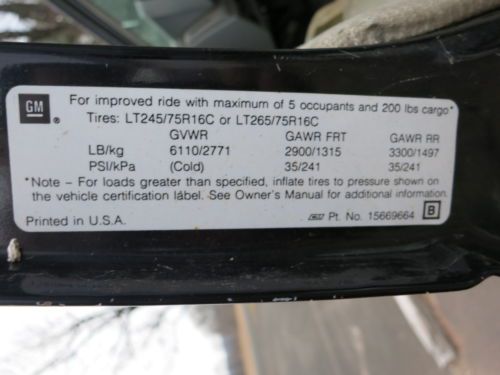 GM ® For improved ride with maximum of 5 occupants and 200 lbs cargo*
Tires: LT245/75R16C or LT265/75R16C
GVWR GAWR FRT GAWR RR
LB/kg 6110/2771 2900/1315 3300/1497
PSI/kPa (Cold) 35/241 35/241
*Note – For loads greater than specified, inflate tires to pressure shown on
the vehicle certification label. See Owner's Manual for additional information.
Printed in U.S.A. Pt. No. 15669664 B